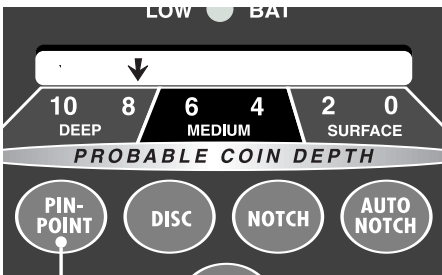 LOW BAT
10 8 6 4 2 0
DEEP MEDIUM SURFACE
PROBABLE COIN DEPTH
PIN-
POINT
DISC
NOTCH
AUTO
NOTCH